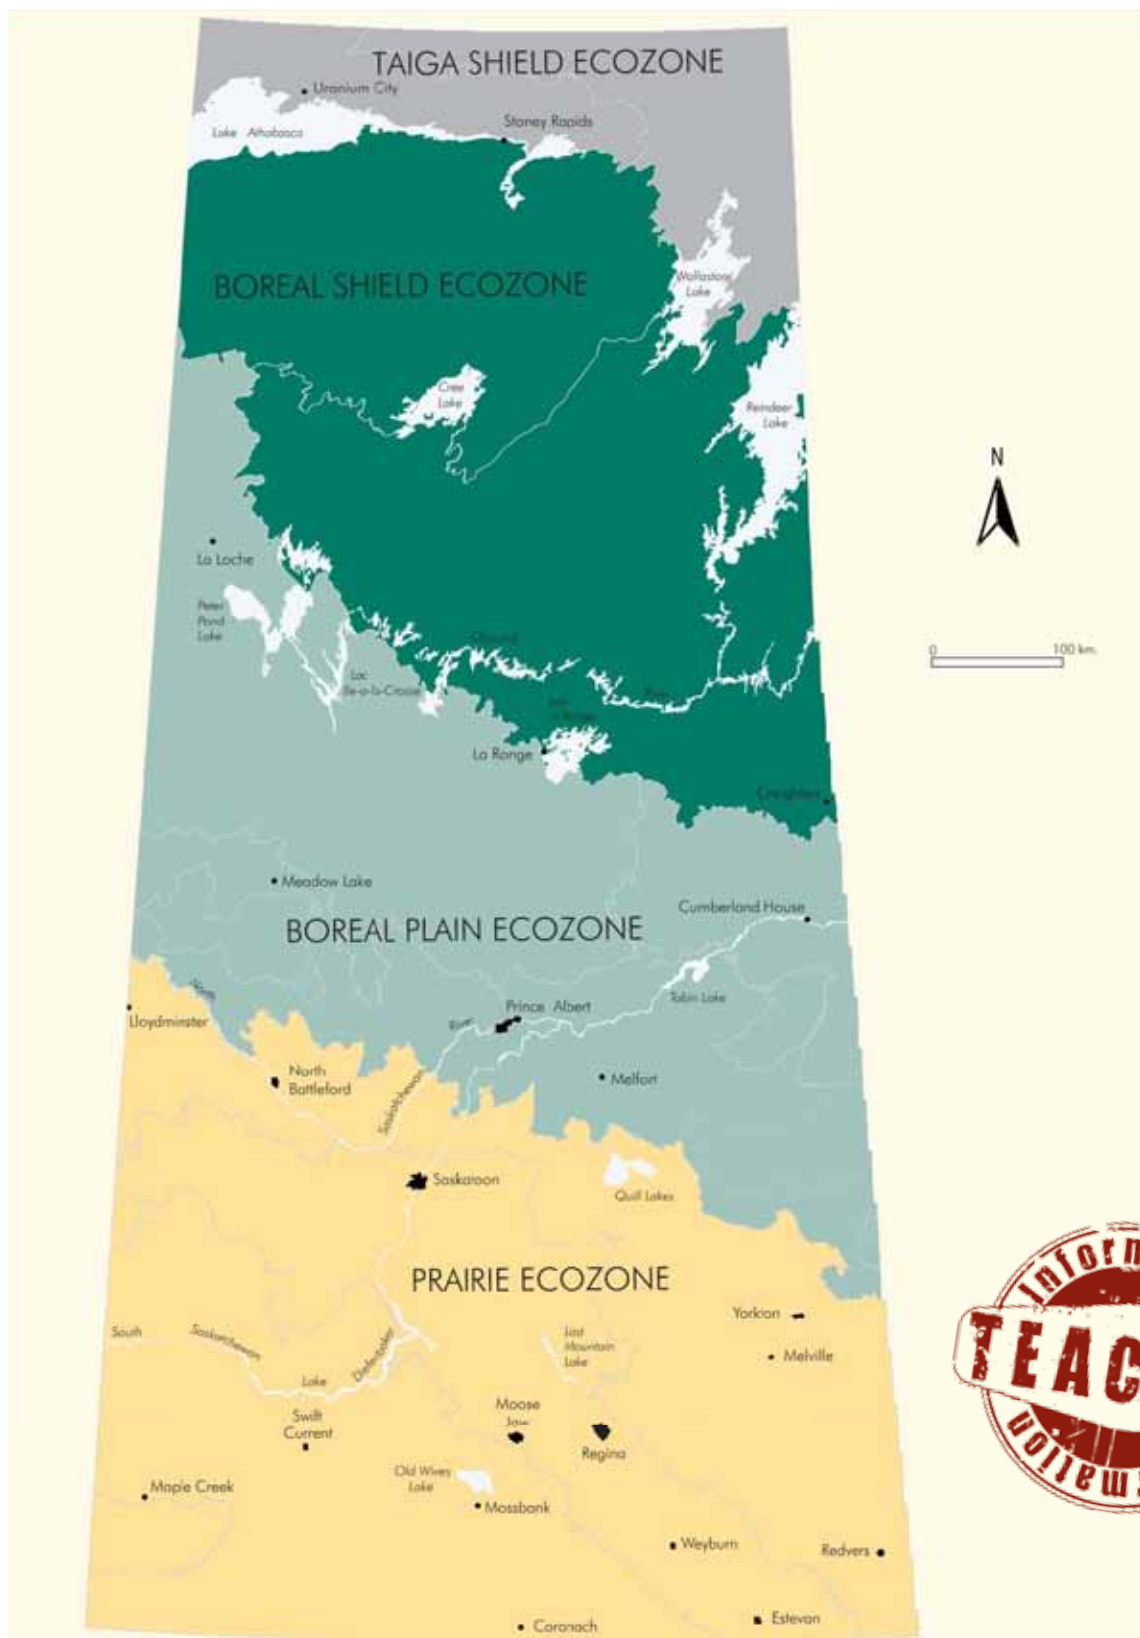 TAIGA SHIELD ECOZONE
Uranium City
Stoney Rapids
Lake Athabasca
BOREAL SHIELD ECOZONE
Wollaston
Lake
Cree
Lake
Reindeer
Lake
N
La Loche
Peter
Pond
Lake
0 100 km.
Lac
Ile-a-la-Crosse
La Ronge
Creighton
Meadow Lake
Cumberland House
BOREAL PLAIN ECOZONE
North
Tobin Lake
Prince Albert
River
Lloydminster
North
Battleford
Melfort
Saskatchewan
Saskatoon
Quill Lakes
PRAIRIE ECOZONE
Yorkton
South
Saskatchewan
Diefenbaker
Last
Mountain
Lake
Melville
Lake
Swift
Current
Moose
Jaw
Regina
Old Wives
Lake
Maple Creek
Mossbank
Weyburn
Redvers
Estevan
Coronach
Inform
TEAC
mation